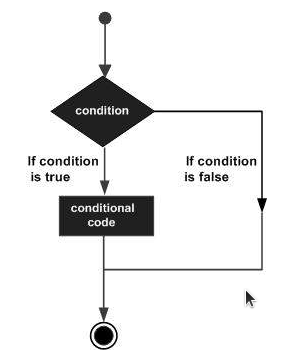 condition
If condition
is true
If condition
is false
conditional
code